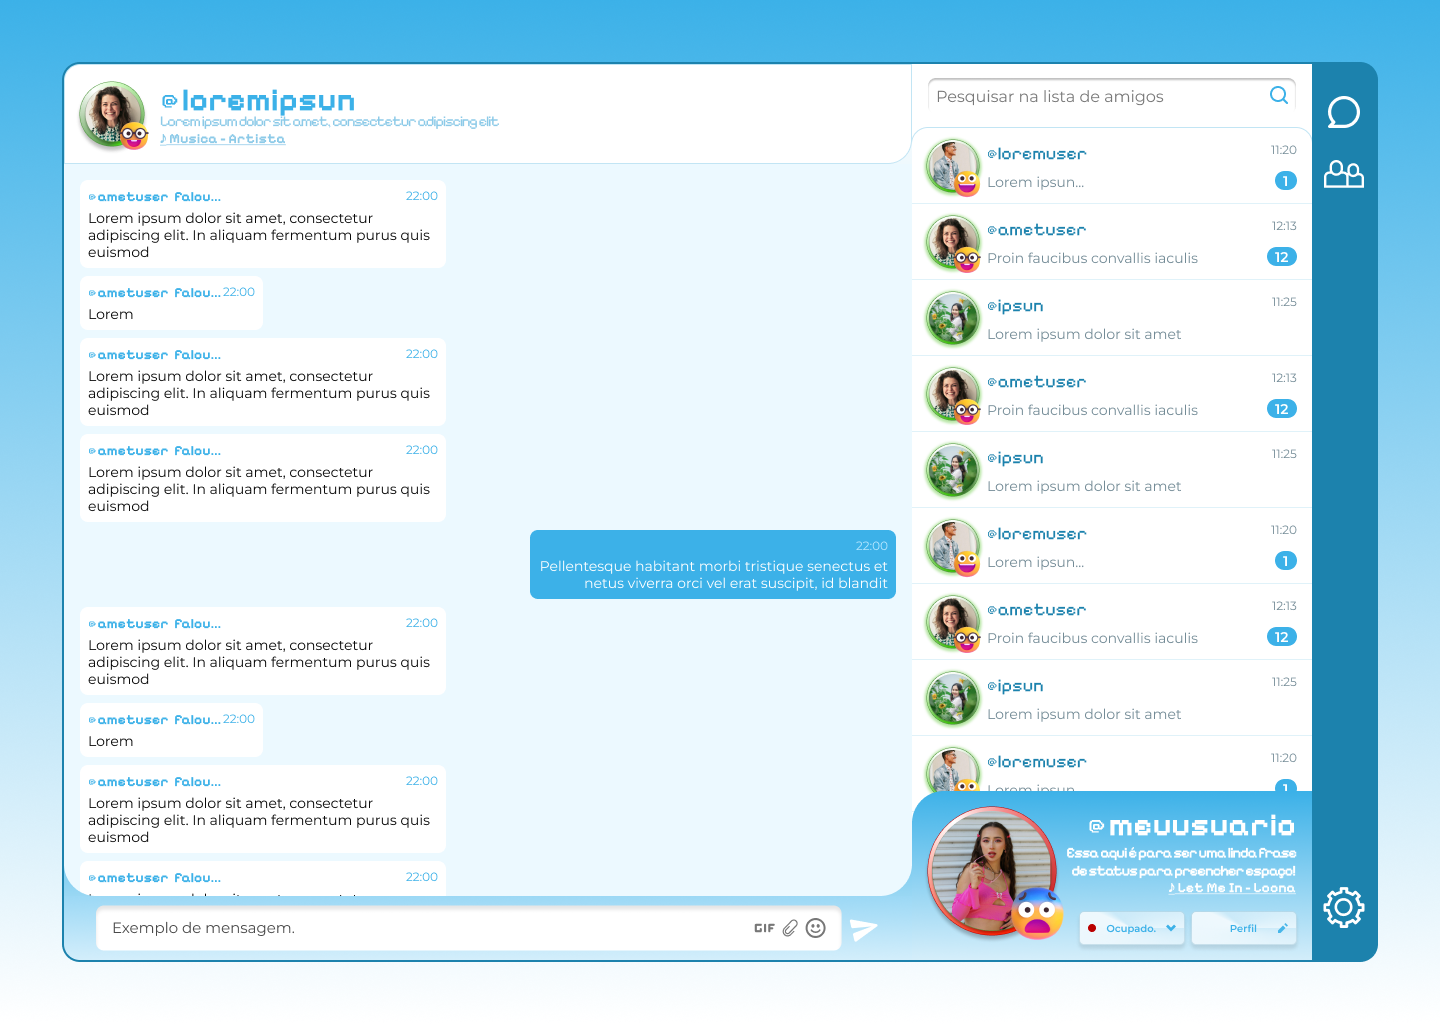 @loremipsun
Lorem ipsum dolor sit amet, consectetur adipiscing elit
♪ Musica - Artista
@ametuser falou... 22:00
Lorem ipsum dolor sit amet, consectetur
adipiscing elit. In aliquam fermentum purus quis
euismod
@ametuser falou... 22:00
Lorem
@ametuser falou... 22:00
Lorem ipsum dolor sit amet, consectetur
adipiscing elit. In aliquam fermentum purus quis
euismod
@ametuser falou... 22:00
Lorem ipsum dolor sit amet, consectetur
adipiscing elit. In aliquam fermentum purus quis
euismod
22:00
Pellentesque habitant morbi tristique senectus et
netus viverra orci vel erat suscipit, id blandit
@ametuser falou... 22:00
Lorem ipsum dolor sit amet, consectetur
adipiscing elit. In aliquam fermentum purus quis
euismod
@ametuser falou... 22:00
Lorem
@ametuser falou... 22:00
Lorem ipsum dolor sit amet, consectetur
adipiscing elit. In aliquam fermentum purus quis
euismod
@ametuser falou... 22:00
Exemplo de mensagem. GIF
Pesquisar na lista de amigos
@loremuser 11:20
Lorem ipsun... 1
@ametuser 12:13
Proin faucibus convallis iaculis 12
@ipsun 11:25
Lorem ipsum dolor sit amet
@ametuser 12:13
Proin faucibus convallis iaculis 12
@ipsun 11:25
Lorem ipsum dolor sit amet
@loremuser 11:20
Lorem ipsun... 1
@ametuser 12:13
Proin faucibus convallis iaculis 12
@ipsun 11:25
Lorem ipsum dolor sit amet
@loremuser 11:20
Lorem ipsun... 1
@meuusuario
Essa aqui é para ser uma linda frase
de status para preencher espaço!
♪ Let Me In - Loona
Ocupado. Perfil